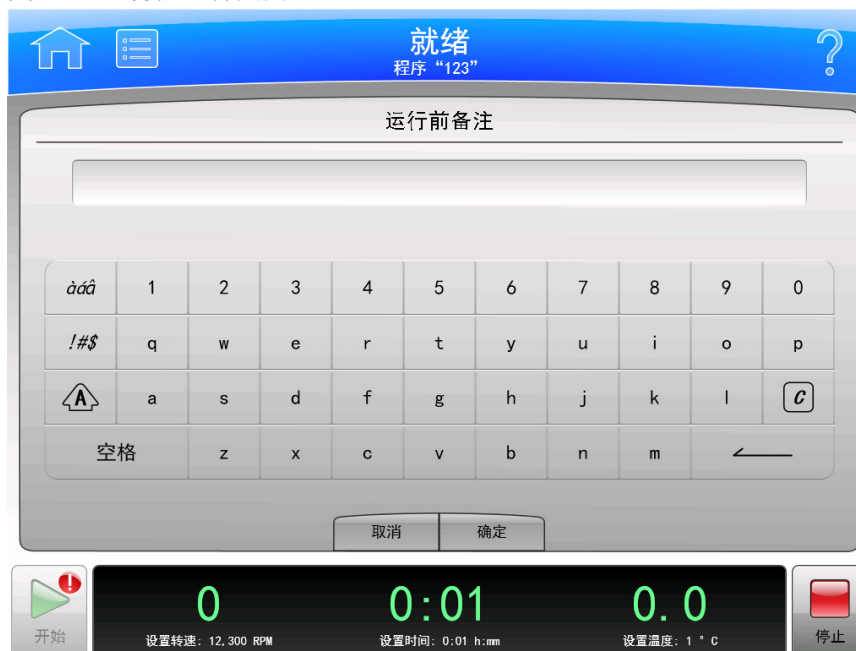 就绪
程序“123”
?
运行前备注
àáâ 1 2 3 4 5 6 7 8 9 0
!#$ q w e r t y u i o p
A a s d f g h j k l C
空格 z x c v b n m
取消 确定
! 0 0:01 0.0
开始 设置转速: 12,300 RPM 设置时间: 0:01 h:mm 设置温度: 1 ° C 停止